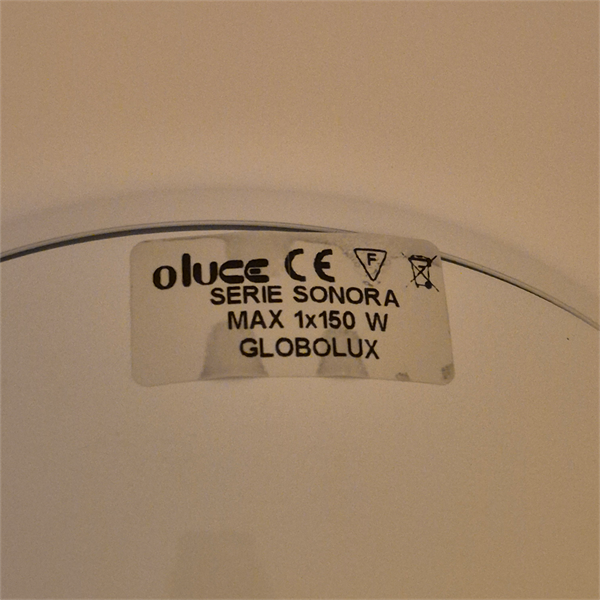 oluce CE F
SERIE SONORA
MAX 1x150 W
GLOBOLUX